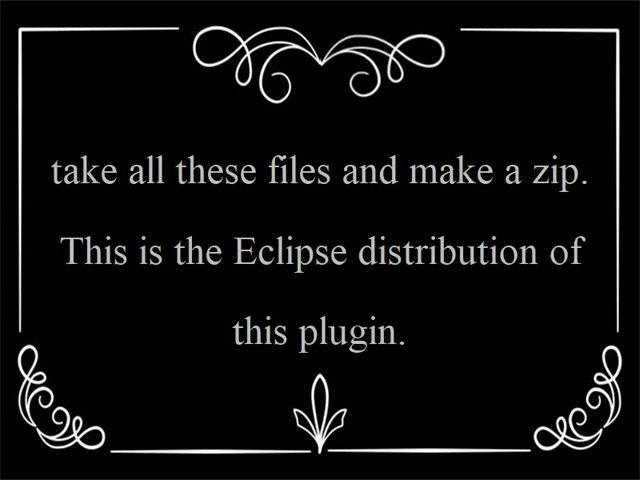 take all these files and make a zip.
This is the Eclipse distribution of
this plugin.